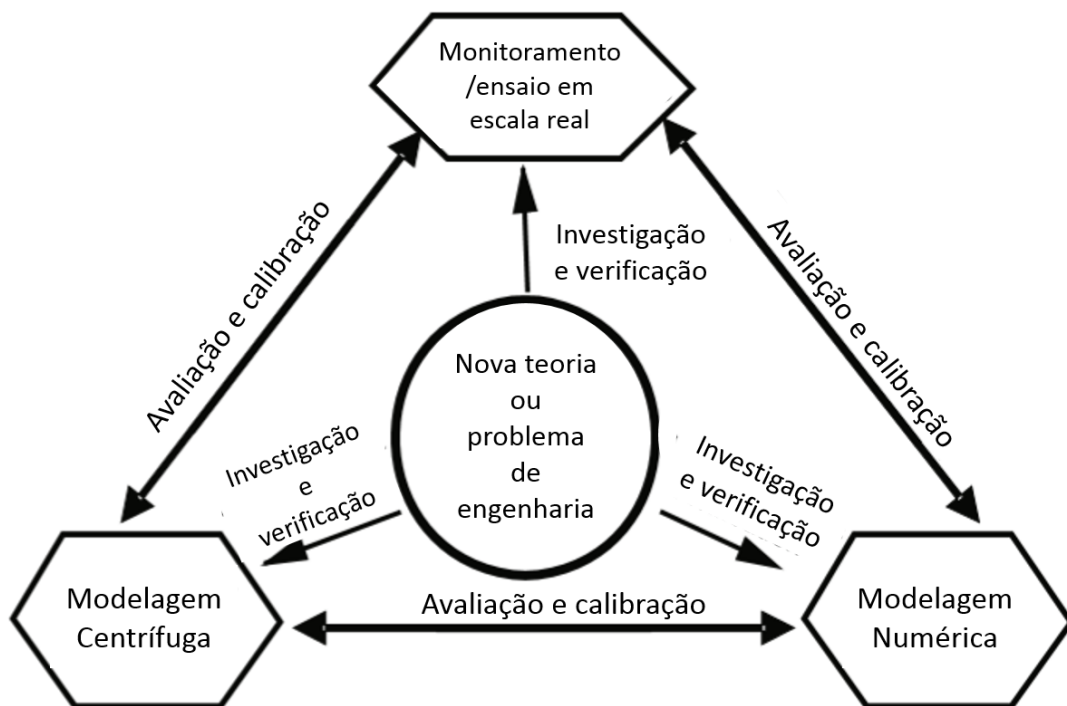 Monitoramento
/ensaio em
escala real
Avaliação e calibração
Avaliação e calibração
Investigação
e verificação
Nova teoria
ou
problema
de
engenharia
Investigação
e
verificação
Investigação
e verificação
Modelagem
Centrífuga
Avaliação e calibração
Modelagem
Numérica